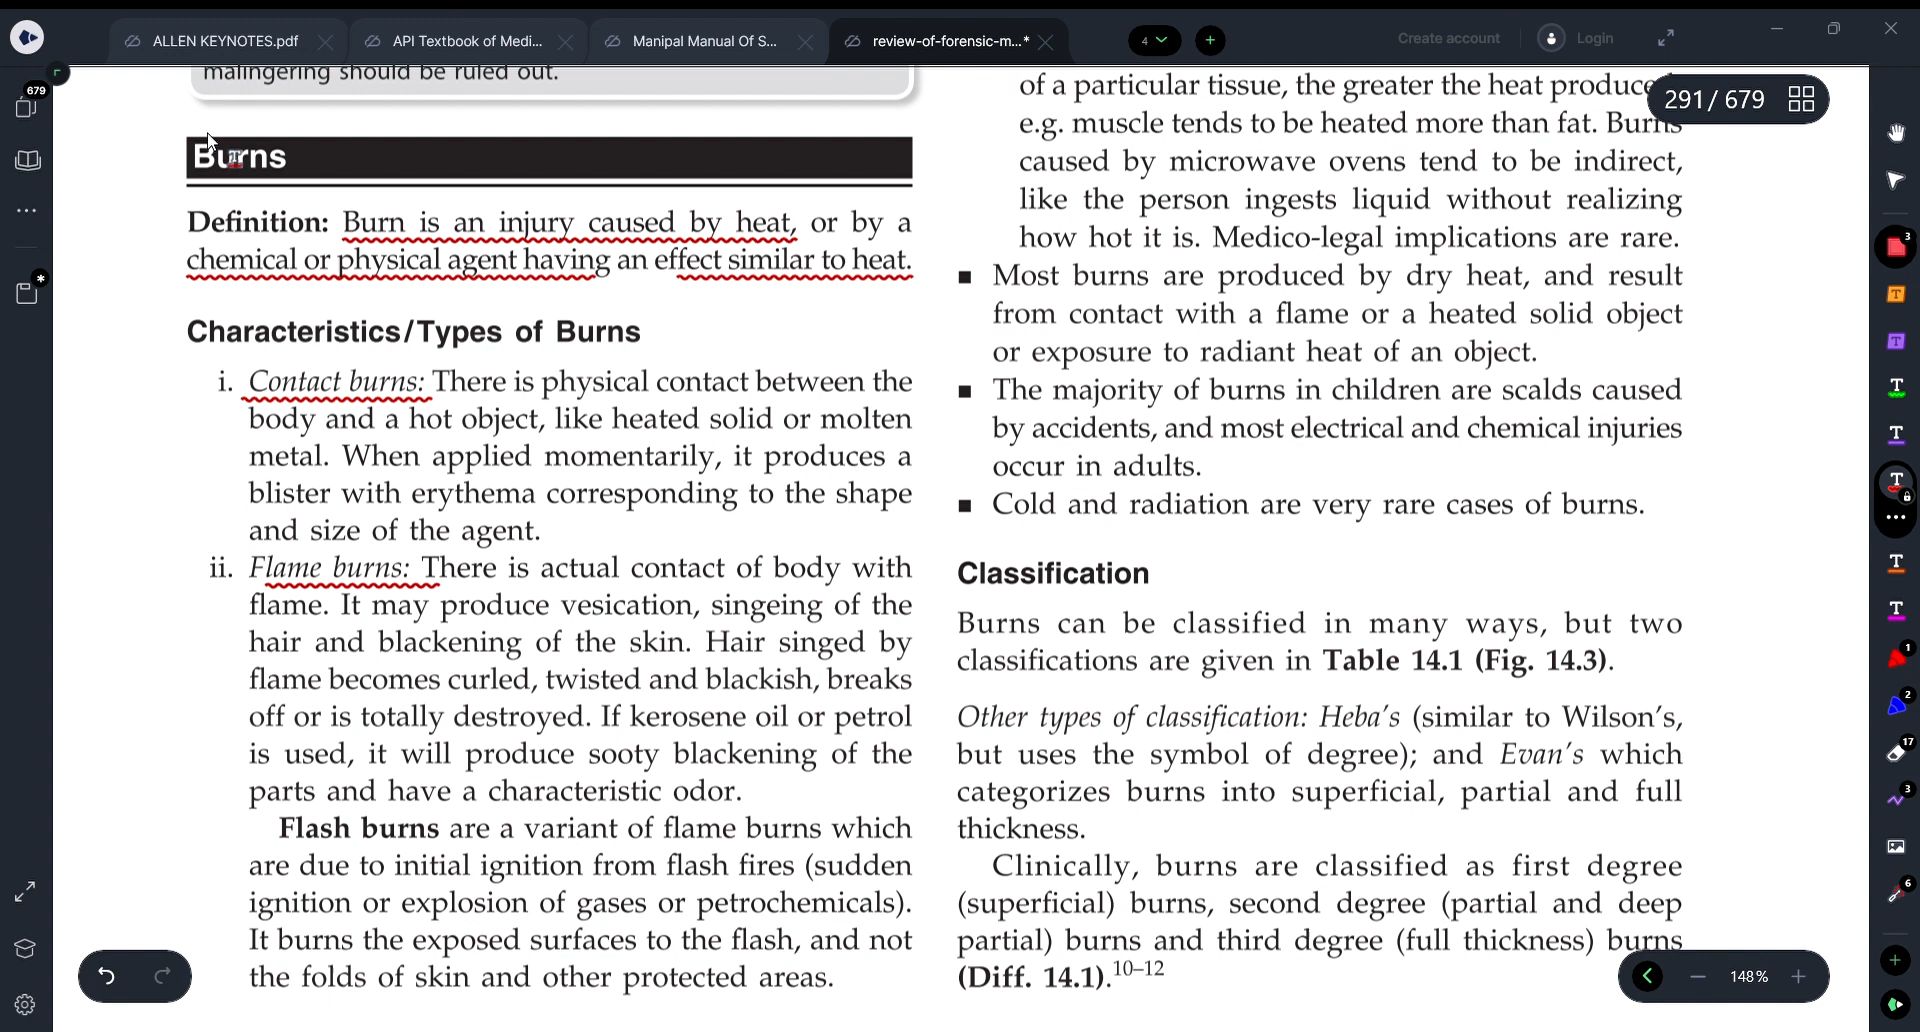 ALLEN KEYNOTES.pdf
API Textbook of Medi...
Manipal Manual Of S...
review-of-forensic-m...*
4
Create account
Login
679
291/ 679
malingering should be ruled out.
Burns
Definition: Burn is an injury caused by heat, or by a
chemical or physical agent having an effect similar to heat.
Characteristics/Types of Burns
i. Contact burns: There is physical contact between the
body and a hot object, like heated solid or molten
metal. When applied momentarily, it produces a
blister with erythema corresponding to the shape
and size of the agent.
ii. Flame burns: There is actual contact of body with
flame. It may produce vesication, singeing of the
hair and blackening of the skin. Hair singed by
flame becomes curled, twisted and blackish, breaks
off or is totally destroyed. If kerosene oil or petrol
is used, it will produce sooty blackening of the
parts and have a characteristic odor.
Flash burns are a variant of flame burns which
are due to initial ignition from flash fires (sudden
ignition or explosion of gases or petrochemicals).
It burns the exposed surfaces to the flash, and not
the folds of skin and other protected areas.
of a particular tissue, the greater the heat produced
e.g. muscle tends to be heated more than fat. Burns
caused by microwave ovens tend to be indirect,
like the person ingests liquid without realizing
how hot it is. Medico-legal implications are rare.
■ Most burns are produced by dry heat, and result
from contact with a flame or a heated solid object
or exposure to radiant heat of an object.
■ The majority of burns in children are scalds caused
by accidents, and most electrical and chemical injuries
occur in adults.
■ Cold and radiation are very rare cases of burns.
Classification
Burns can be classified in many ways, but two
classifications are given in Table 14.1 (Fig. 14.3).
Other types of classification: Heba's (similar to Wilson's,
but uses the symbol of degree); and Evan's which
categorizes burns into superficial, partial and full
thickness.
Clinically, burns are classified as first degree
(superficial) burns, second degree (partial and deep
partial) burns and third degree (full thickness) burns
(Diff. 14.1).10–12
148%
3
T
T
T
T
T
T
T
1
2
17
3
6